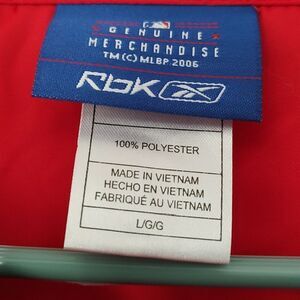 GENUINE
MERCHANDISE
TM(C) MLBP 2006
Rbk
100% POLYESTER
MADE IN VIETNAM
HECHO EN VIETNAM
FABRIQUÉ AU VIETNAM
L/G/G